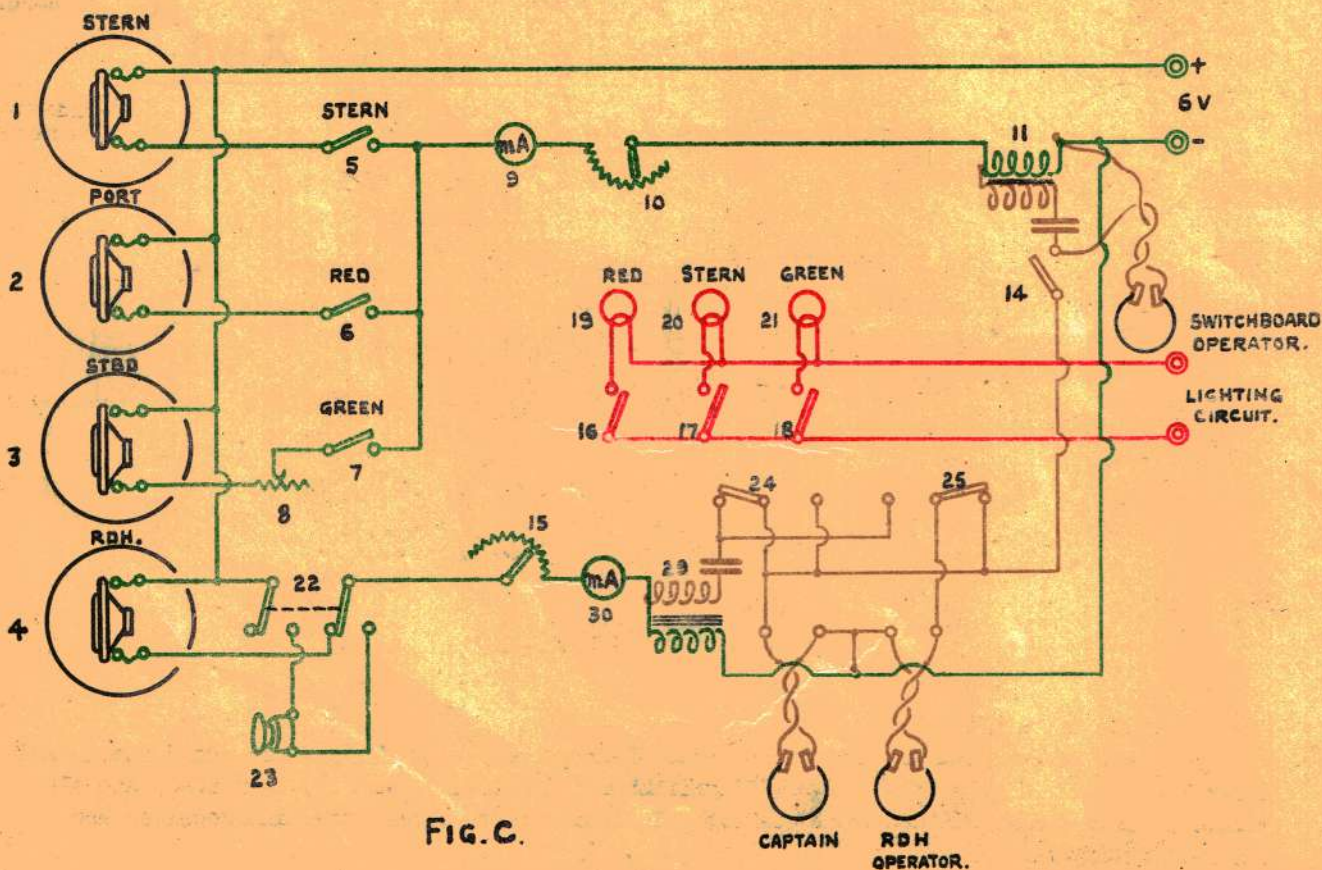 STERN
1
STERN
5
mA
9
10
11
+
6 V
-
PORT
2
RED
6
RED STERN GREEN
19 20 21
14
SWITCHBOARD
OPERATOR.
STBD
3
GREEN
7
8
16 17 18
LIGHTING
CIRCUIT.
RDH.
4
22
15
mA
30
29
24
25
23
FIG. C.
CAPTAIN
RDH
OPERATOR.